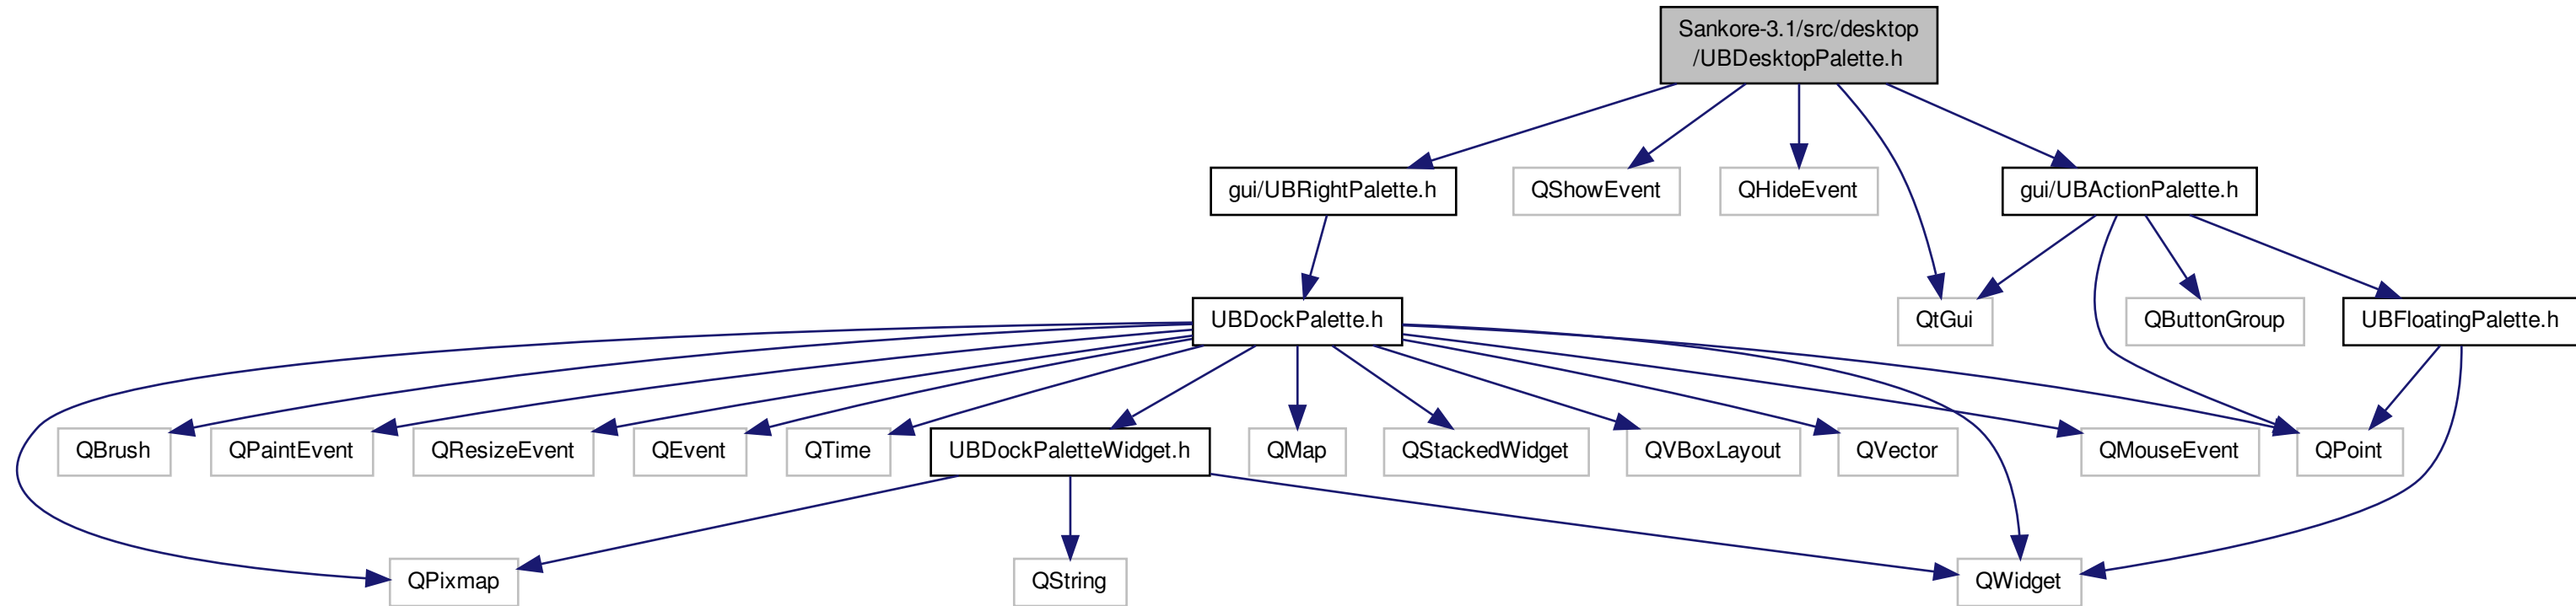 Sankore-3.1/src/desktop
/UBDesktopPalette.h
gui/UBRightPalette.h
QShowEvent
QHideEvent
gui/UBActionPalette.h
UBDockPalette.h
QtGui
QButtonGroup
UBFloatingPalette.h
QBrush
QPaintEvent
QResizeEvent
QEvent
QTime
UBDockPaletteWidget.h
QMap
QStackedWidget
QVBoxLayout
QVector
QMouseEvent
QPoint
QPixmap
QString
QWidget